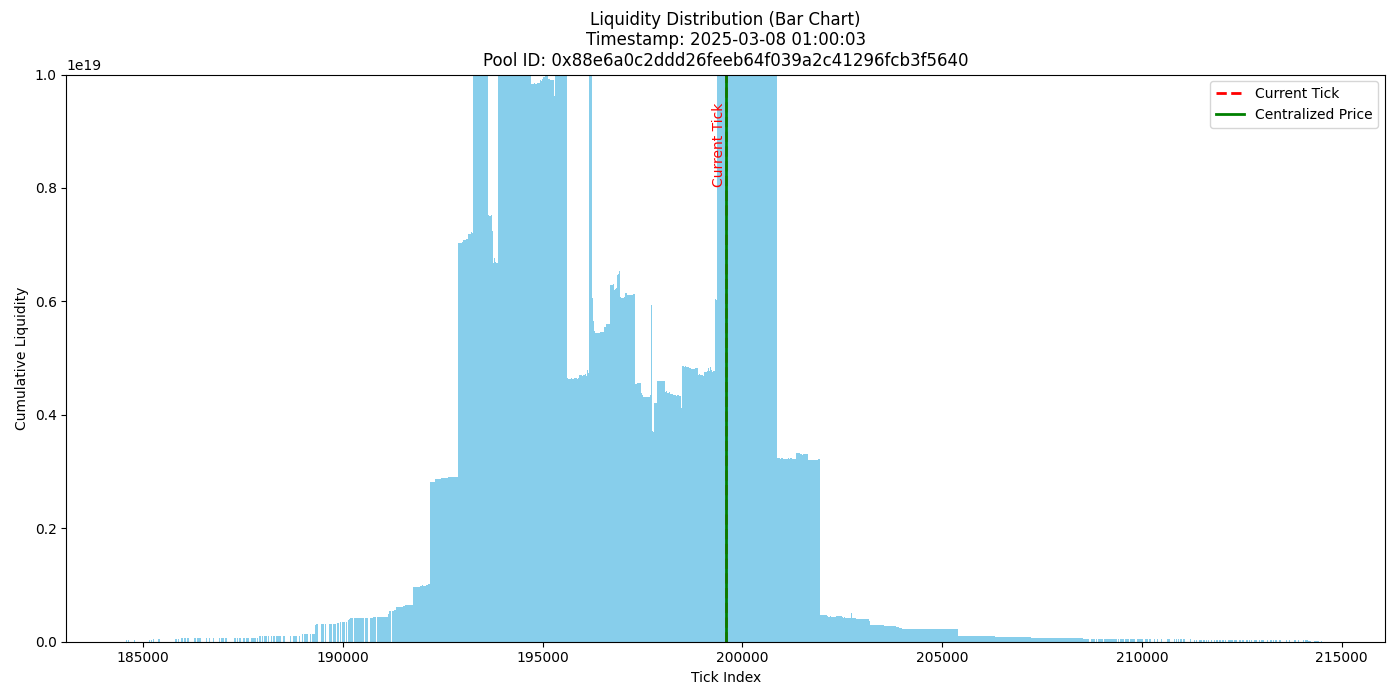 Liquidity Distribution (Bar Chart)
Timestamp: 2025-03-08 01:00:03
Pool ID: 0x88e6a0c2ddd26feeb64f039a2c41296fcb3f5640
1e19
1.0
0.8
0.6
0.4
0.2
0.0
Cumulative Liquidity
Current Tick
Current Tick
Centralized Price
185000
190000
195000
200000
205000
210000
215000
Tick Index